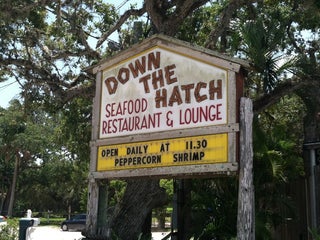 DOWN THE
HATCH
SEAFOOD
RESTAURANT & LOUNGE
OPEN DAILY AT 11.30
PEPPERCORN SHRIMP